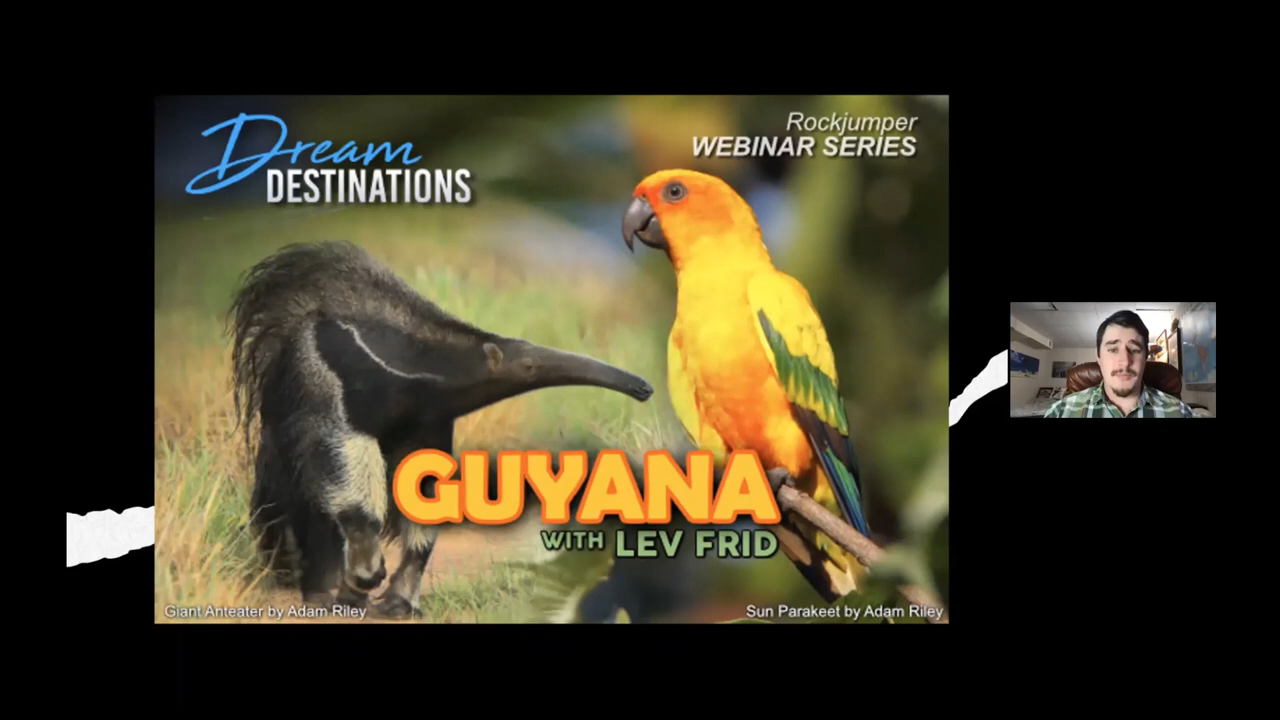 Dream
DESTINATIONS
Rockjumper
WEBINAR SERIES
GUYANA
WITH LEV FRID
Giant Anteater by Adam Riley
Sun Parakeet by Adam Riley